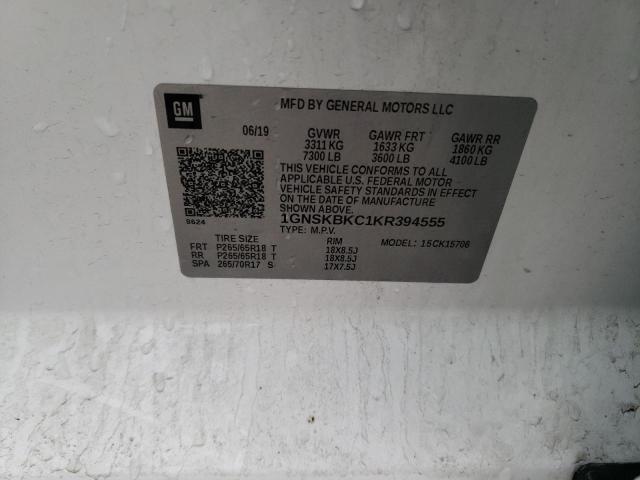 GM
MFD BY GENERAL MOTORS LLC
06/19 GVWR GAWR FRT GAWR RR
3311 KG 1633 KG 1860 KG
7300 LB 3600 LB 4100 LB
THIS VEHICLE CONFORMS TO ALL
APPLICABLE U.S. FEDERAL MOTOR
VEHICLE SAFETY STANDARDS IN EFFECT
ON THE DATE OF MANUFACTURE
SHOWN ABOVE.
1GNSKBKC1KR394555
TYPE: M.P.V.
MODEL: 15CK15706
TIRE SIZE RIM
FRT P265/65R18 T 18X8.5J
RR P265/65R18 T 18X8.5J
SPA 265/70R17 S 17X7.5J